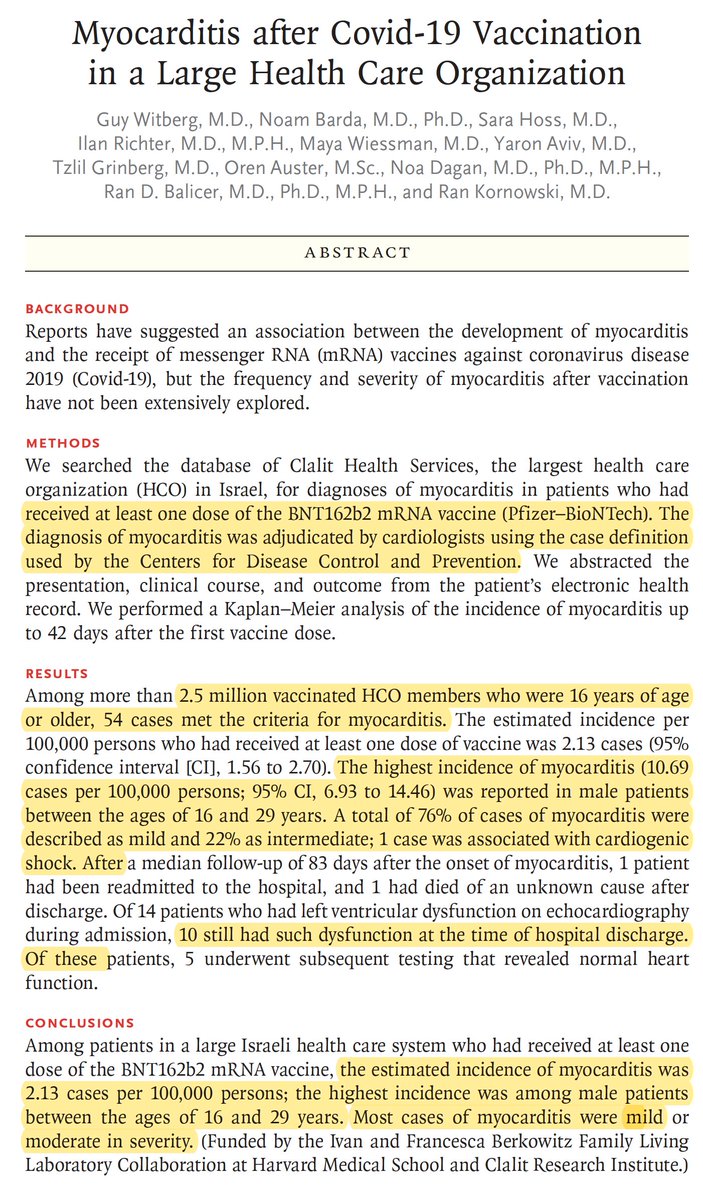 Myocarditis after Covid-19 Vaccination
in a Large Health Care Organization
Guy Witberg, M.D., Noam Barda, M.D., Ph.D., Sara Hoss, M.D.,
Ilan Richter, M.D., M.P.H., Maya Wiessman, M.D., Yaron Aviv, M.D.,
Tzlil Grinberg, M.D., Oren Auster, M.Sc., Noa Dagan, M.D., Ph.D., M.P.H.,
Ran D. Balicer, M.D., Ph.D., M.P.H., and Ran Kornowski, M.D.
ABSTRACT
BACKGROUND
Reports have suggested an association between the development of myocarditis
and the receipt of messenger RNA (mRNA) vaccines against coronavirus disease
2019 (Covid-19), but the frequency and severity of myocarditis after vaccination
have not been extensively explored.
METHODS
We searched the database of Clalit Health Services, the largest health care
organization (HCO) in Israel, for diagnoses of myocarditis in patients who had
received at least one dose of the BNT162b2 mRNA vaccine (Pfizer–BioNTech). The
diagnosis of myocarditis was adjudicated by cardiologists using the case definition
used by the Centers for Disease Control and Prevention. We abstracted the
presentation, clinical course, and outcome from the patient's electronic health
record. We performed a Kaplan–Meier analysis of the incidence of myocarditis up
to 42 days after the first vaccine dose.
RESULTS
Among more than 2.5 million vaccinated HCO members who were 16 years of age
or older, 54 cases met the criteria for myocarditis. The estimated incidence per
100,000 persons who had received at least one dose of vaccine was 2.13 cases (95%
confidence interval [CI], 1.56 to 2.70). The highest incidence of myocarditis (10.69
cases per 100,000 persons; 95% CI, 6.93 to 14.46) was reported in male patients
between the ages of 16 and 29 years. A total of 76% of cases of myocarditis were
described as mild and 22% as intermediate; 1 case was associated with cardiogenic
shock. After a median follow-up of 83 days after the onset of myocarditis, 1 patient
had been readmitted to the hospital, and 1 had died of an unknown cause after
discharge. Of 14 patients who had left ventricular dysfunction on echocardiography
during admission, 10 still had such dysfunction at the time of hospital discharge.
Of these patients, 5 underwent subsequent testing that revealed normal heart
function.
CONCLUSIONS
Among patients in a large Israeli health care system who had received at least one
dose of the BNT162b2 mRNA vaccine, the estimated incidence of myocarditis was
2.13 cases per 100,000 persons; the highest incidence was among male patients
between the ages of 16 and 29 years. Most cases of myocarditis were mild or
moderate in severity. (Funded by the Ivan and Francesca Berkowitz Family Living
Laboratory Collaboration at Harvard Medical School and Clalit Research Institute.)